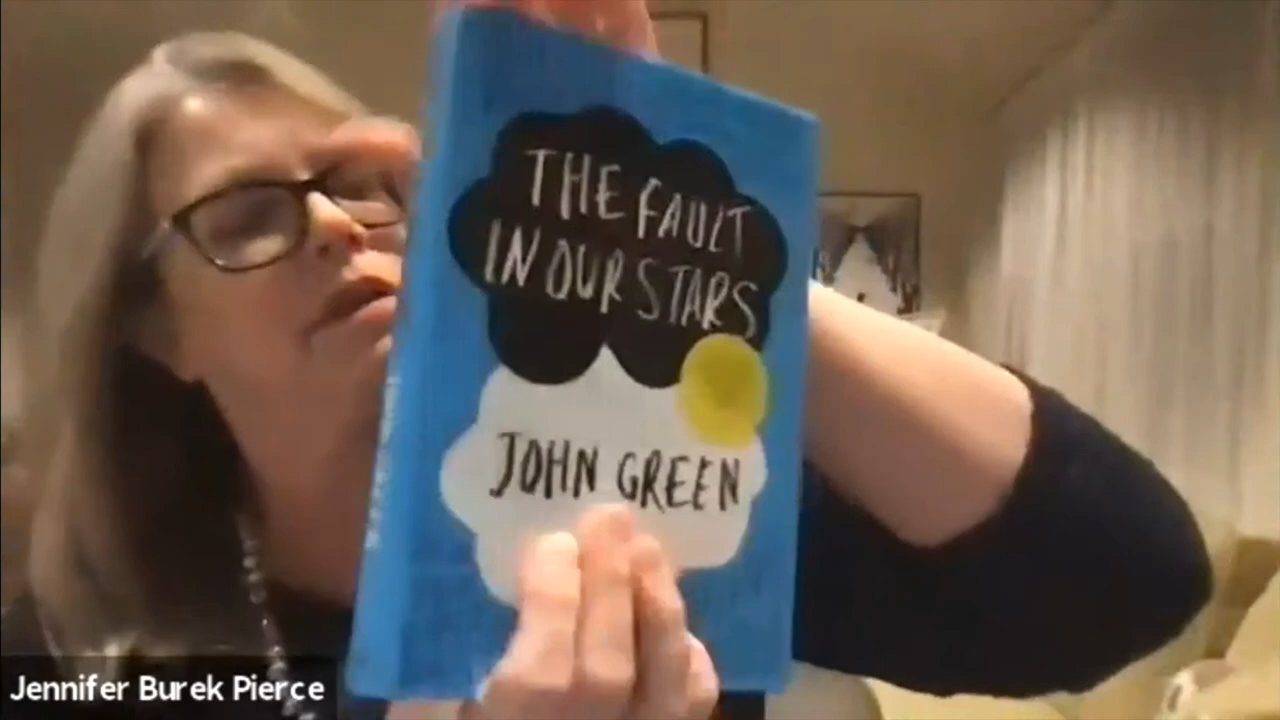 THE FAULT
IN OUR STARS
JOHN GREEN
Jennifer Burek Pierce